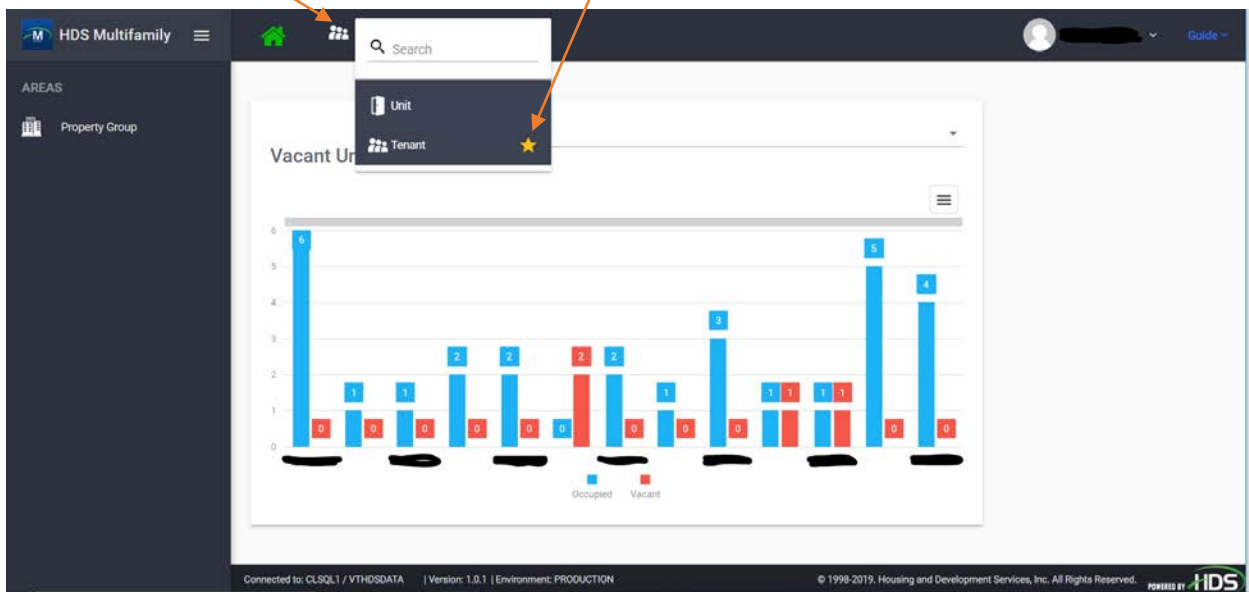 M HDS Multifamily
Guide
Search
AREAS
Unit
Property Group
Tenant
Vacant Un
6
5
4
3
2
1
0
6 0 1 0 1 0 2 0 2 0 0 2 2 0 1 0 3 0 1 1 1 1 5 0 4 0
Occupied Vacant
Connected to: CLSQL1 / VTHDSDATA | Version: 1.0.1 | Environment: PRODUCTION
© 1998-2019. Housing and Development Services, Inc. All Rights Reserved. POWERED BY HDS